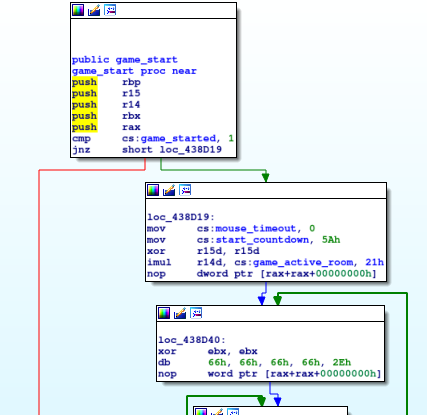 public game_start
game_start proc near
push rbp
push r15
push r14
push rbx
push rax
cmp cs:game_started, 1
jnz short loc_438D19
loc_438D19:
mov cs:mouse_timeout, 0
mov cs:start_countdown, 5Ah
xor r15d, r15d
imul r14d, cs:game_active_room, 21h
nop dword ptr [rax+rax+00000000h]
loc_438D40:
xor ebx, ebx
db 66h, 66h, 66h, 66h, 2Eh
nop word ptr [rax+rax+00000000h]